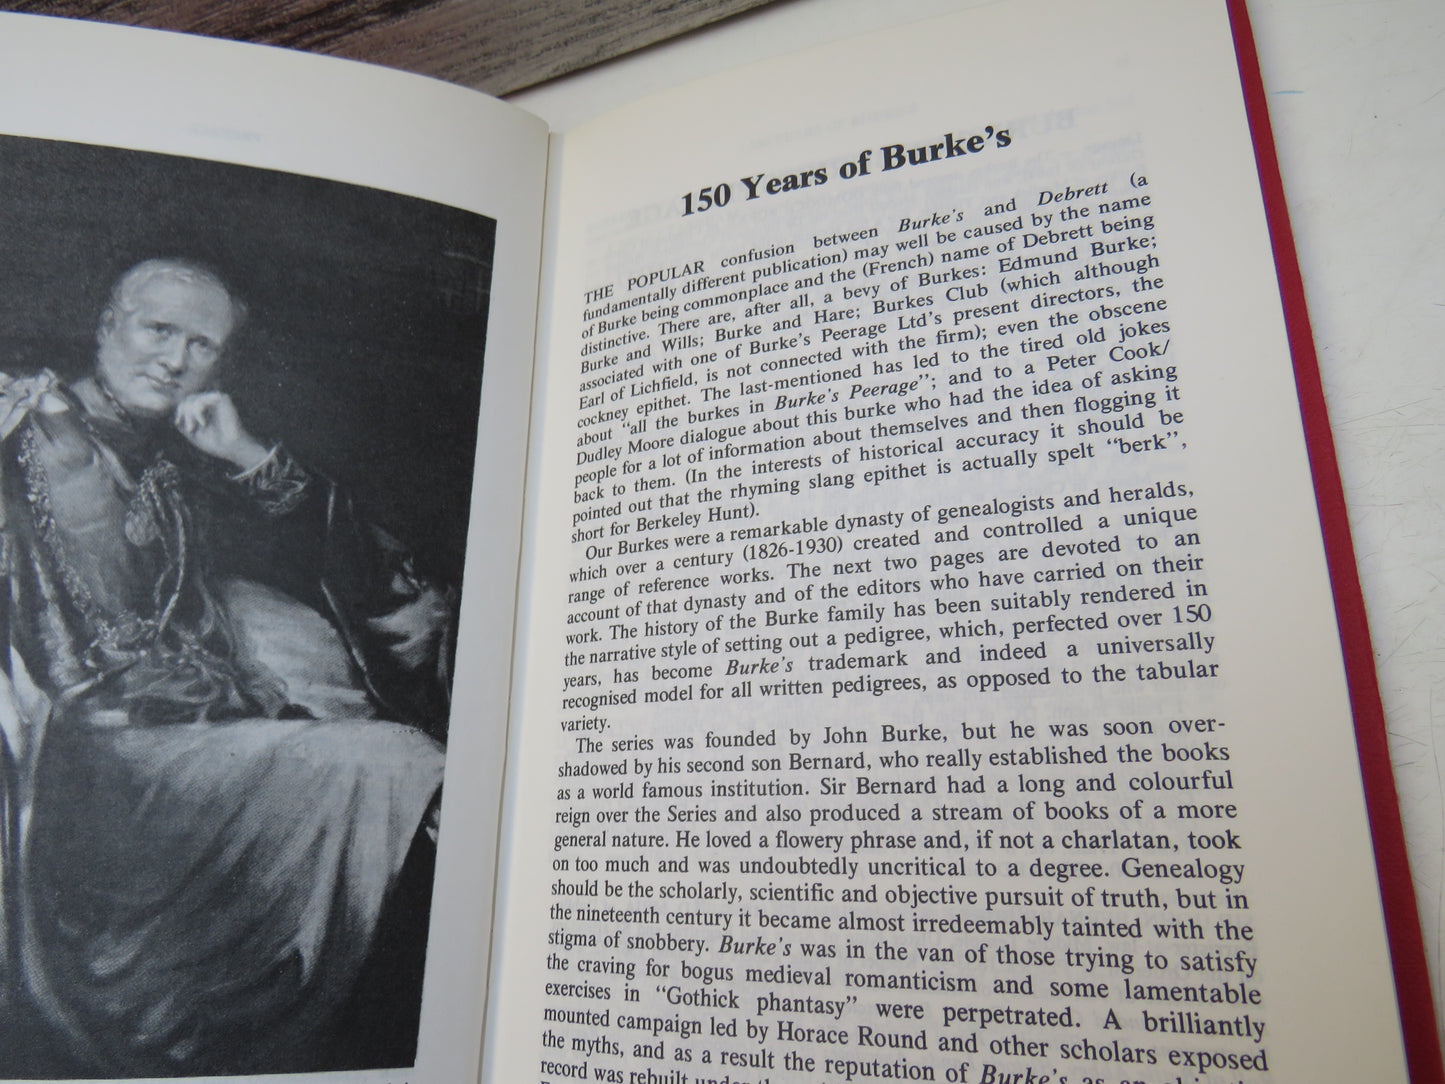 150 Years of Burke's
THE POPULAR confusion between Burke's and Debrett (a
fundamentally different publication) may well be caused by the name
of Burke being commonplace and the (French) name of Debrett being
distinctive. There are, after all, a bevy of Burkes: Edmund Burke;
Burke and Wills; Burke and Hare; Burkes Club (which although
associated with one of Burke's Peerage Ltd's present directors, the
Earl of Lichfield, is not connected with the firm); even the obscene
cockney epithet. The last-mentioned has led to the tired old jokes
about "all the burkes in Burke's Peerage"; and to a Peter Cook/
Dudley Moore dialogue about this burke who had the idea of asking
people for a lot of information about themselves and then flogging it
back to them. (In the interests of historical accuracy it should be
pointed out that the rhyming slang epithet is actually spelt "berk",
short for Berkeley Hunt).
Our Burkes were a remarkable dynasty of genealogists and heralds,
which over a century (1826-1930) created and controlled a unique
range of reference works. The next two pages are devoted to an
account of that dynasty and of the editors who have carried on their
work. The history of the Burke family has been suitably rendered in
the narrative style of setting out a pedigree, which, perfected over 150
years, has become Burke's trademark and indeed a universally
recognised model for all written pedigrees, as opposed to the tabular
variety.
The series was founded by John Burke, but he was soon over-
shadowed by his second son Bernard, who really established the books
as a world famous institution. Sir Bernard had a long and colourful
reign over the Series and also produced a stream of books of a more
general nature. He loved a flowery phrase and, if not a charlatan, took
on too much and was undoubtedly uncritical to a degree. Genealogy
should be the scholarly, scientific and objective pursuit of truth, but in
the nineteenth century it became almost irredeemably tainted with the
stigma of snobbery. Burke's was in the van of those trying to satisfy
the craving for bogus medieval romanticism and some lamentable
exercises in "Gothick phantasy" were perpetrated. A brilliantly
mounted campaign led by Horace Round and other scholars exposed
the myths, and as a result the reputation of Burke's as an
record was rebuilt under